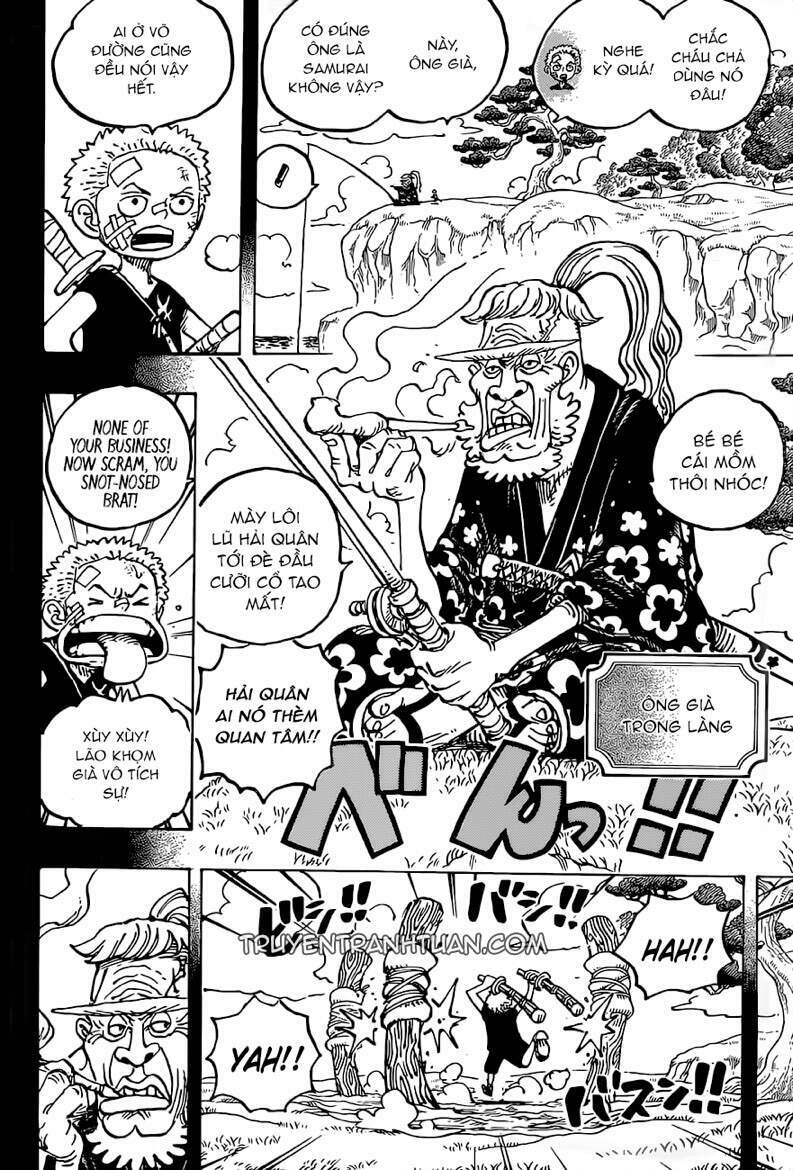 CHẮC
CHÁU CHẢ
DÙNG NÓ
ĐÂU!
NGHE
KỲ QUÁ!
NÀY,
ÔNG GIÀ,
CÓ ĐÚNG
ÔNG LÀ
SAMURAI
KHÔNG VẬY?
AI Ở VÕ
ĐƯỜNG CŨNG
ĐỀU NÓI VẬY
HẾT.
BÉ BÉ
CÁI MỒM
THÔI NHÓC!
MÀY LÔI
LŨ HẢI QUÂN
TỚI ĐÈ ĐẦU
CƯỠI CỔ TAO
MẤT!
HẢI QUÂN
AI NÓ THÈM
QUAN TÂM!!
ÔNG GIÀ
TRONG LÀNG
NONE OF
YOUR BUSINESS!
NOW SCRAM, YOU
SNOT-NOSED
BRAT!
XÙY XÙY!
LÃO KHỌM
GIÀ VÔ TÍCH
SỰ!
べんっ!!
HAH!!
バシ!!
ビシ!!
TRUYENTRANHTUAN.COM
YAH!!
バスン!!